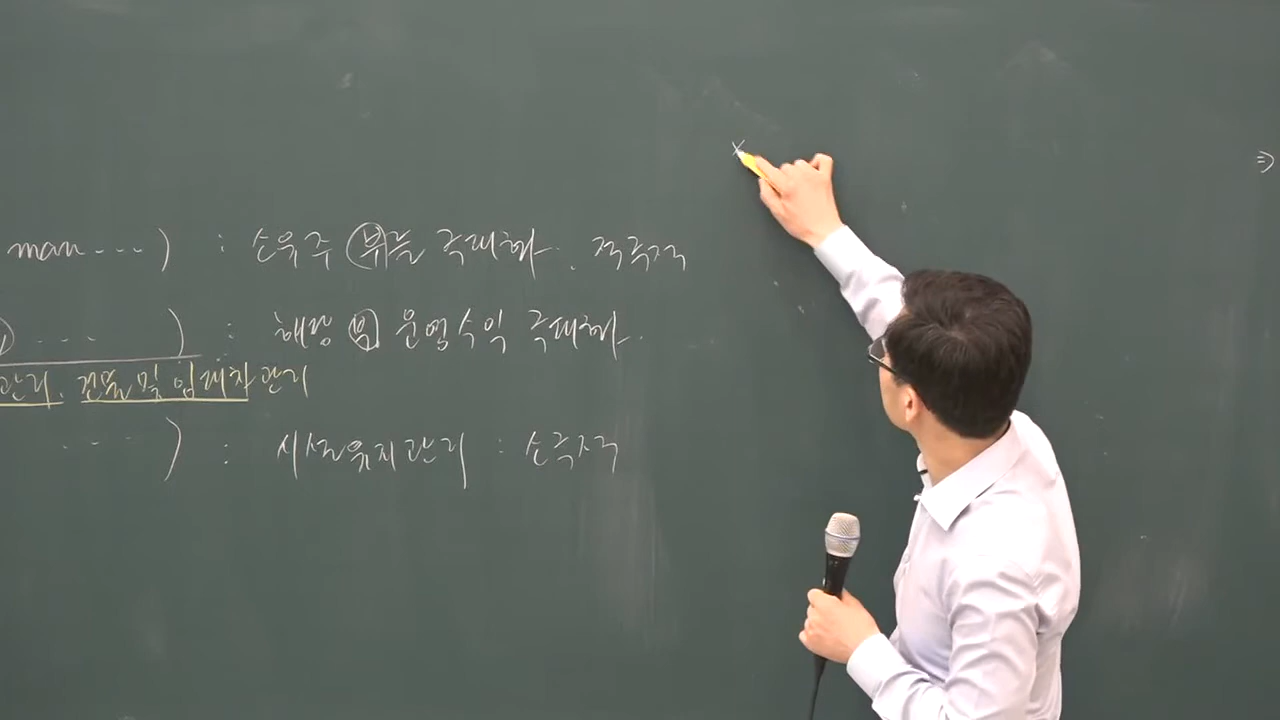 man ‥‥) : 소유주 부를 극대화. 적극적
‥‥ ) : 해당 운영수익 극대화.
관리, 건물 및 임대차관리
‥‥ ) : 시설유지관리 : 소극적
⇒